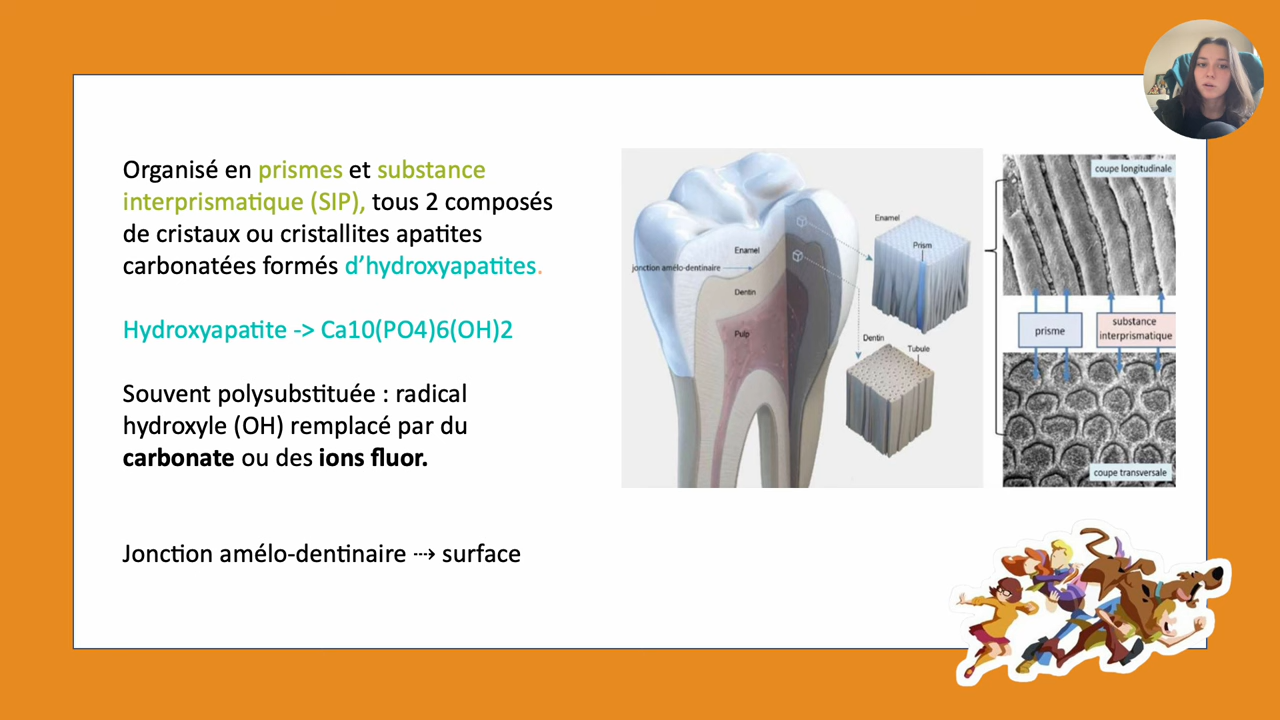 Organisé en prismes et substance
interprismatique (SIP), tous 2 composés
de cristaux ou cristallites apatites
carbonatées formés d’hydroxyapatites.
Hydroxyapatite -> Ca10(PO4)6(OH)2
Souvent polysubstituée : radical
hydroxyle (OH) remplacé par du
carbonate ou des ions fluor.
Jonction amélo-dentinaire ⤏ surface
Enamel
jonction amélo-dentinaire
Dentin
Pulp
Enamel
Prism
Dentin
Tubule
coupe longitudinale
prisme
substance
interprismatique
coupe transversale